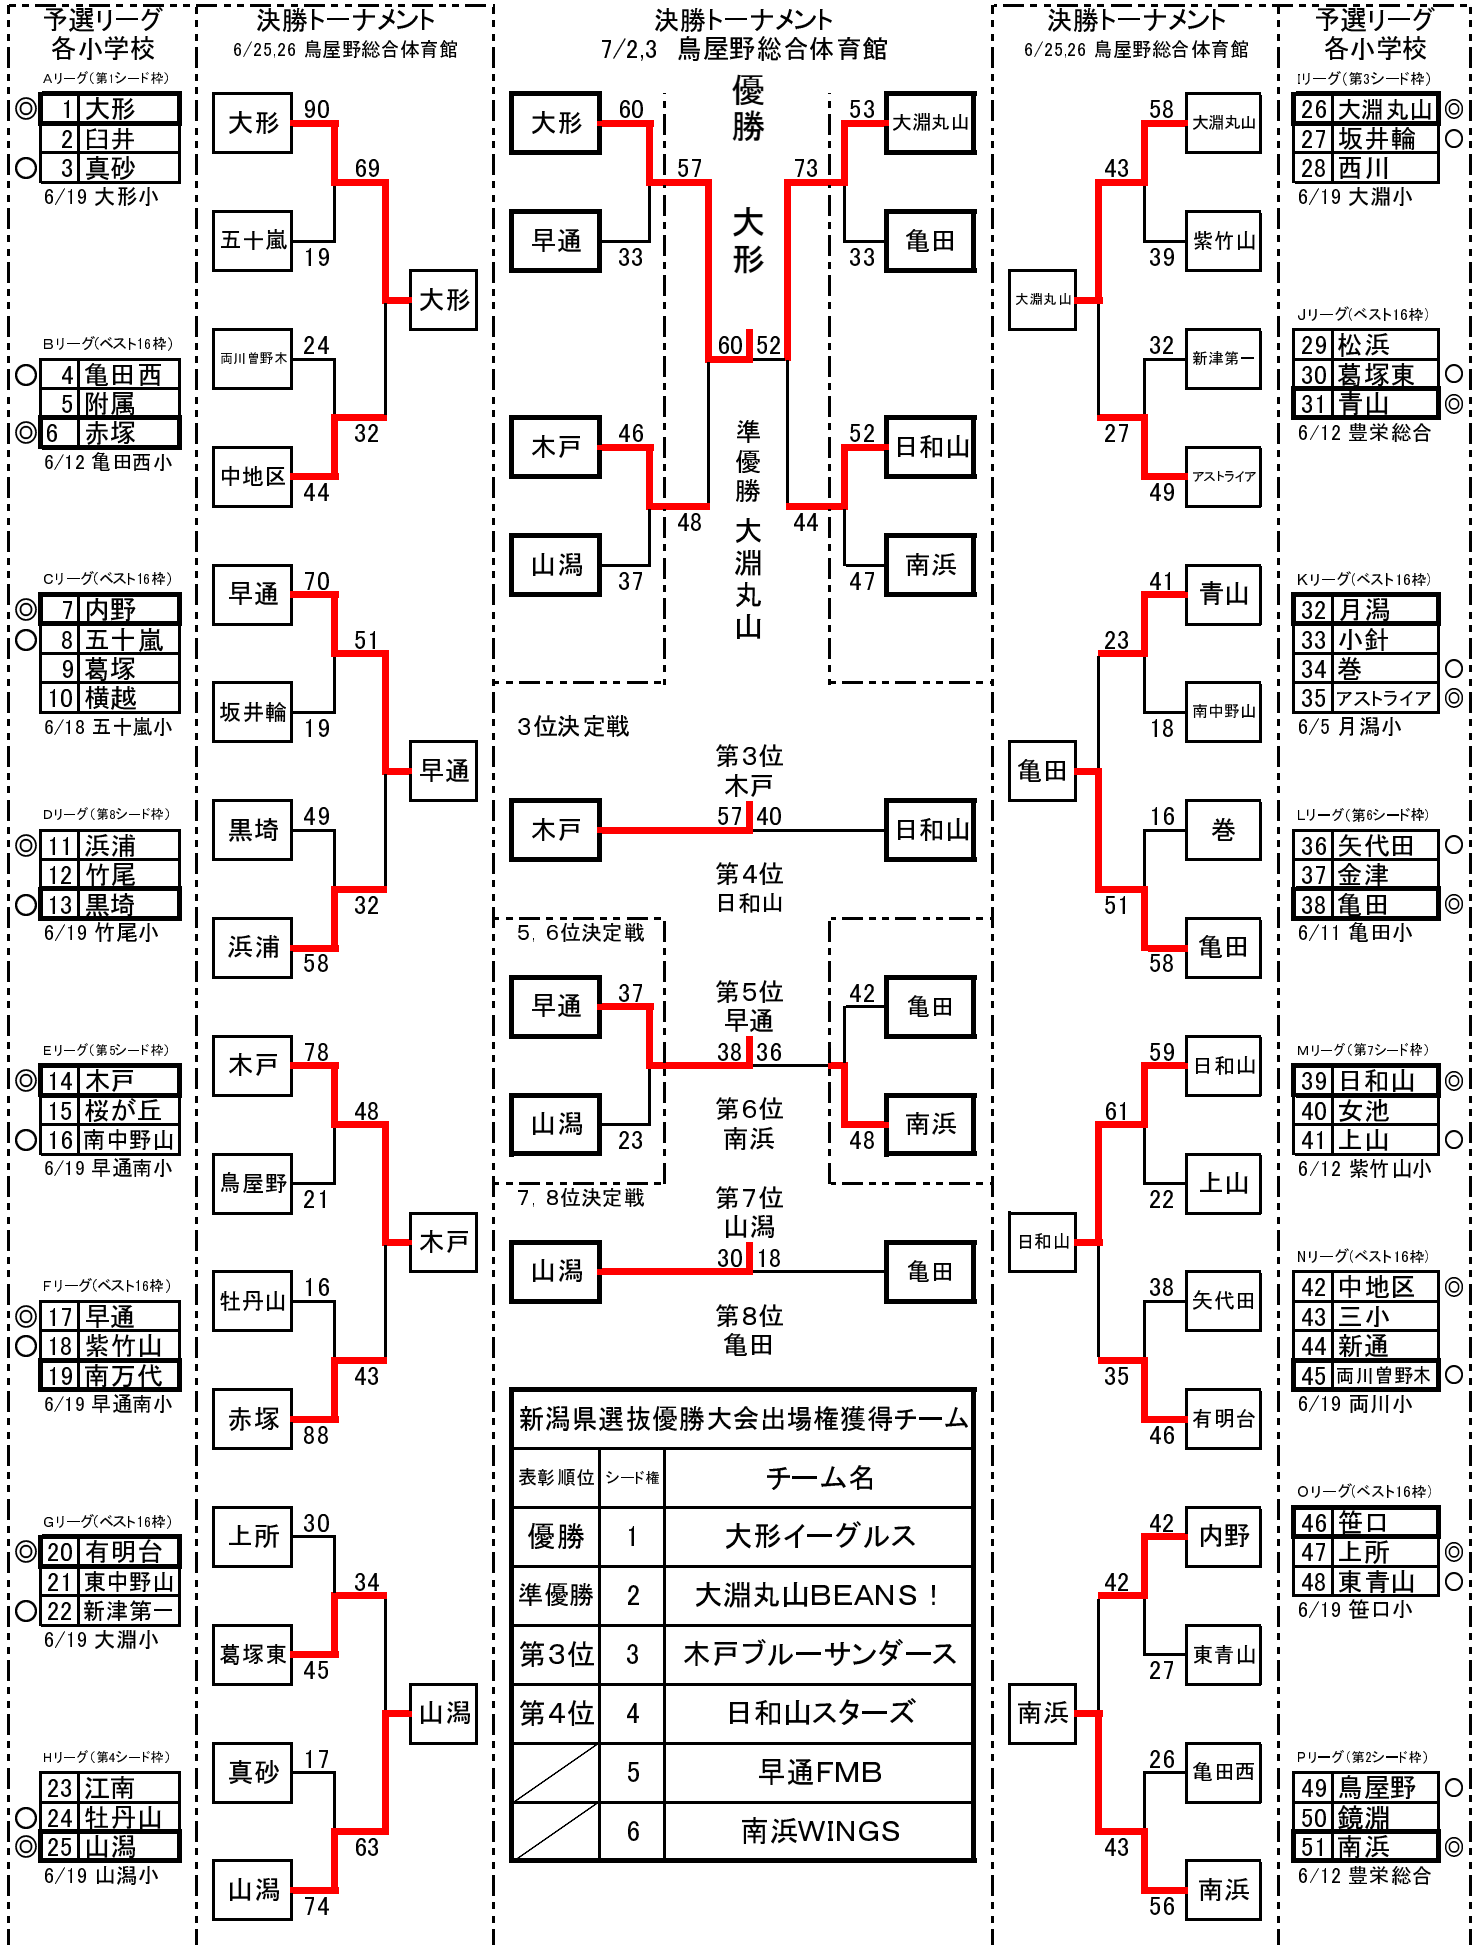 予選リーグ
各小学校
Aリーグ(第1シード枠)
◎ 1 大形
2 臼井
○ 3 真砂
6/19 大形小
Bリーグ(ベスト16枠)
○ 4 亀田西
5 附属
◎ 6 赤塚
6/12 亀田西小
Cリーグ(ベスト16枠)
◎ 7 内野
○ 8 五十嵐
9 葛塚
10 横越
6/18 五十嵐小
Dリーグ(第8シード枠)
◎ 11 浜浦
12 竹尾
○ 13 黒埼
6/19 竹尾小
Eリーグ(第5シード枠)
◎ 14 木戸
15 桜が丘
○ 16 南中野山
6/19 早通南小
Fリーグ(ベスト16枠)
◎ 17 早通
○ 18 紫竹山
19 南万代
6/19 早通南小
Gリーグ(ベスト16枠)
◎ 20 有明台
21 東中野山
○ 22 新津第一
6/19 大淵小
Hリーグ(第4シード枠)
23 江南
○ 24 牡丹山
◎ 25 山潟
6/19 山潟小
決勝トーナメント
6/25,26 鳥屋野総合体育館
大形 90
69
五十嵐 19
大形
両川曽野木 24
32
中地区 44
早通 70
51
坂井輪 19
早通
黒埼 49
32
浜浦 58
木戸 78
48
鳥屋野 21
木戸
牡丹山 16
43
赤塚 88
上所 30
34
葛塚東 45
山潟
真砂 17
63
山潟 74
決勝トーナメント
7/2,3 鳥屋野総合体育館
優勝
大形
大形 60
57
早通 33
53 大淵丸山
73
33 亀田
60 52
準優勝
大淵丸山
木戸 46
48
山潟 37
52 日和山
44
47 南浜
3位決定戦
第3位
木戸
木戸 57 40 日和山
第4位
日和山
5,6位決定戦
早通 37
第5位
早通
42 亀田
38 36
山潟 23
第6位
南浜
48 南浜
7,8位決定戦
第7位
山潟
山潟 30 18 亀田
第8位
亀田
新潟県選抜優勝大会出場権獲得チーム
表彰順位 シード権 チーム名
優勝 1 大形イーグルス
準優勝 2 大淵丸山BEANS!
第3位 3 木戸ブルーサンダース
第4位 4 日和山スターズ
5 早通FMB
6 南浜WINGS
決勝トーナメント
6/25,26 鳥屋野総合体育館
58 大淵丸山
43
39 紫竹山
大淵丸山
32 新津第一
27
49 アストライア
41 青山
23
18 南中野山
亀田
16 巻
51
58 亀田
59 日和山
61
22 上山
日和山
38 矢代田
35
46 有明台
42 内野
42
27 東青山
南浜
26 亀田西
43
56 南浜
予選リーグ
各小学校
Iリーグ(第3シード枠)
26 大淵丸山 ◎
27 坂井輪 ○
28 西川
6/19 大淵小
Jリーグ(ベスト16枠)
29 松浜
30 葛塚東 ○
31 青山 ◎
6/12 豊栄総合
Kリーグ(ベスト16枠)
32 月潟
33 小針
34 巻 ○
35 アストライア ◎
6/5 月潟小
Lリーグ(第6シード枠)
36 矢代田 ○
37 金津
38 亀田 ◎
6/11 亀田小
Mリーグ(第7シード枠)
39 日和山 ◎
40 女池
41 上山 ○
6/12 紫竹山小
Nリーグ(ベスト16枠)
42 中地区 ◎
43 三小
44 新通
45 両川曽野木 ○
6/19 両川小
Oリーグ(ベスト16枠)
46 笹口
47 上所 ◎
48 東青山 ○
6/19 笹口小
Pリーグ(第2シード枠)
49 鳥屋野 ○
50 鏡淵
51 南浜 ◎
6/12 豊栄総合